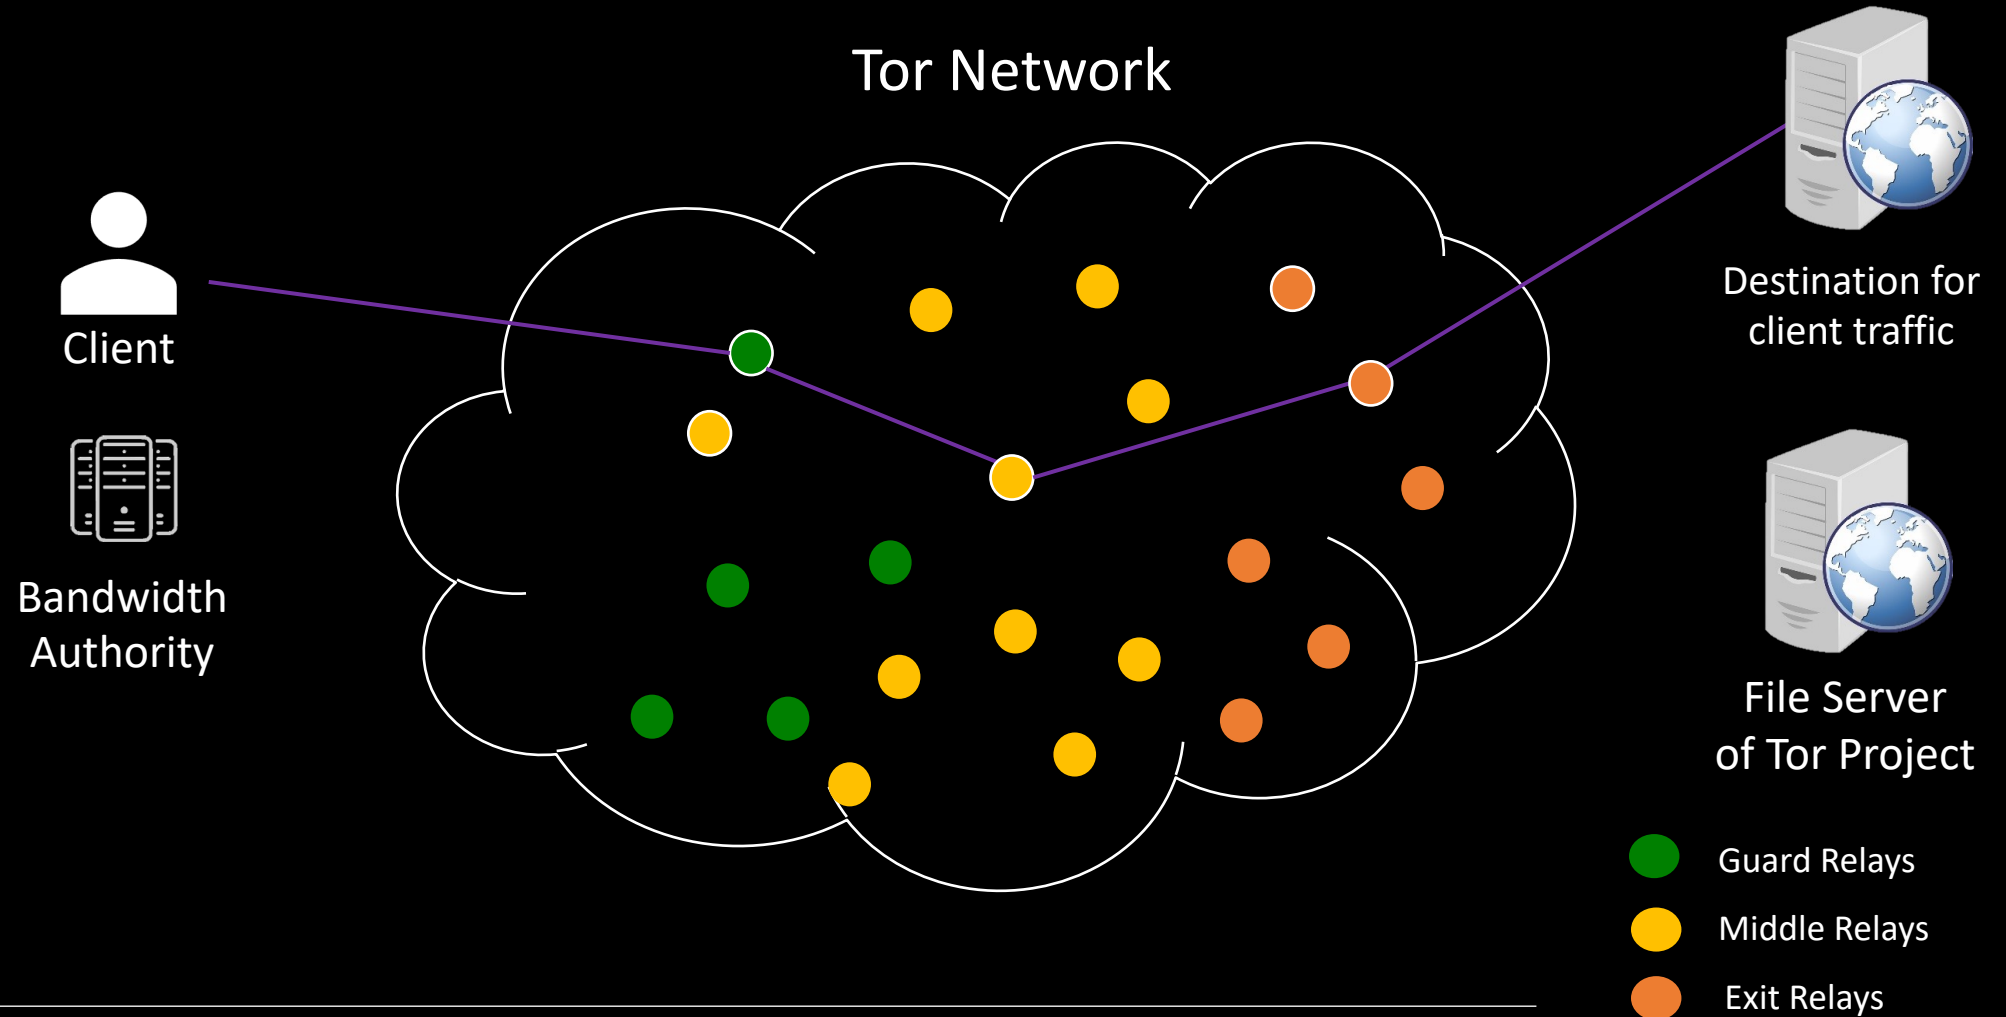 Tor Network
Client
Bandwidth
Authority
Destination for
client traffic
File Server
of Tor Project
Guard Relays
Middle Relays
Exit Relays